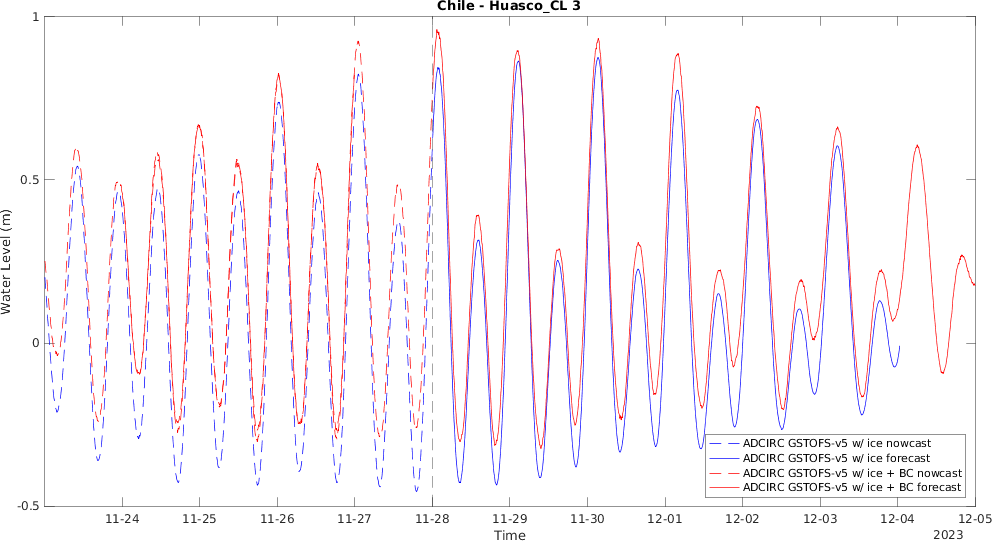 Chile - Huasco_CL 3
Water Level (m)
1
0.5
0
-0.5
ADCIRC GSTOFS-v5 w/ ice nowcast
ADCIRC GSTOFS-v5 w/ ice forecast
ADCIRC GSTOFS-v5 w/ ice + BC nowcast
ADCIRC GSTOFS-v5 w/ ice + BC forecast
11-24 11-25 11-26 11-27 11-28 11-29 11-30 12-01 12-02 12-03 12-04 12-05
Time
2023